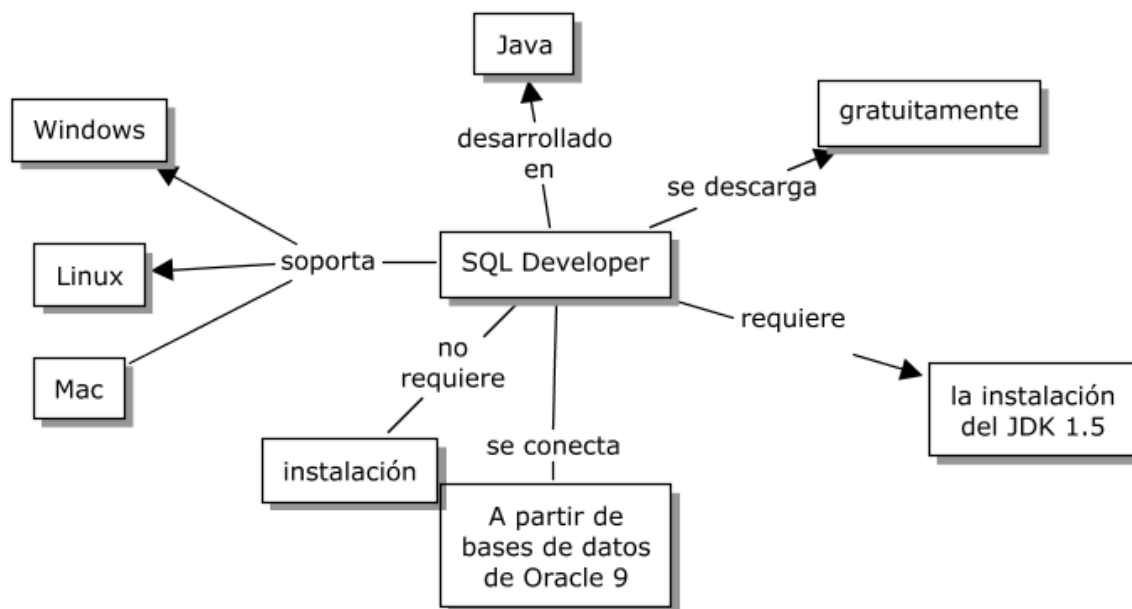 Java
Windows
desarrollado
en
gratuitamente
se descarga
Linux
soporta
SQL Developer
requiere
Mac
no
requiere
la instalación
del JDK 1.5
instalación
se conecta
A partir de
bases de datos
de Oracle 9